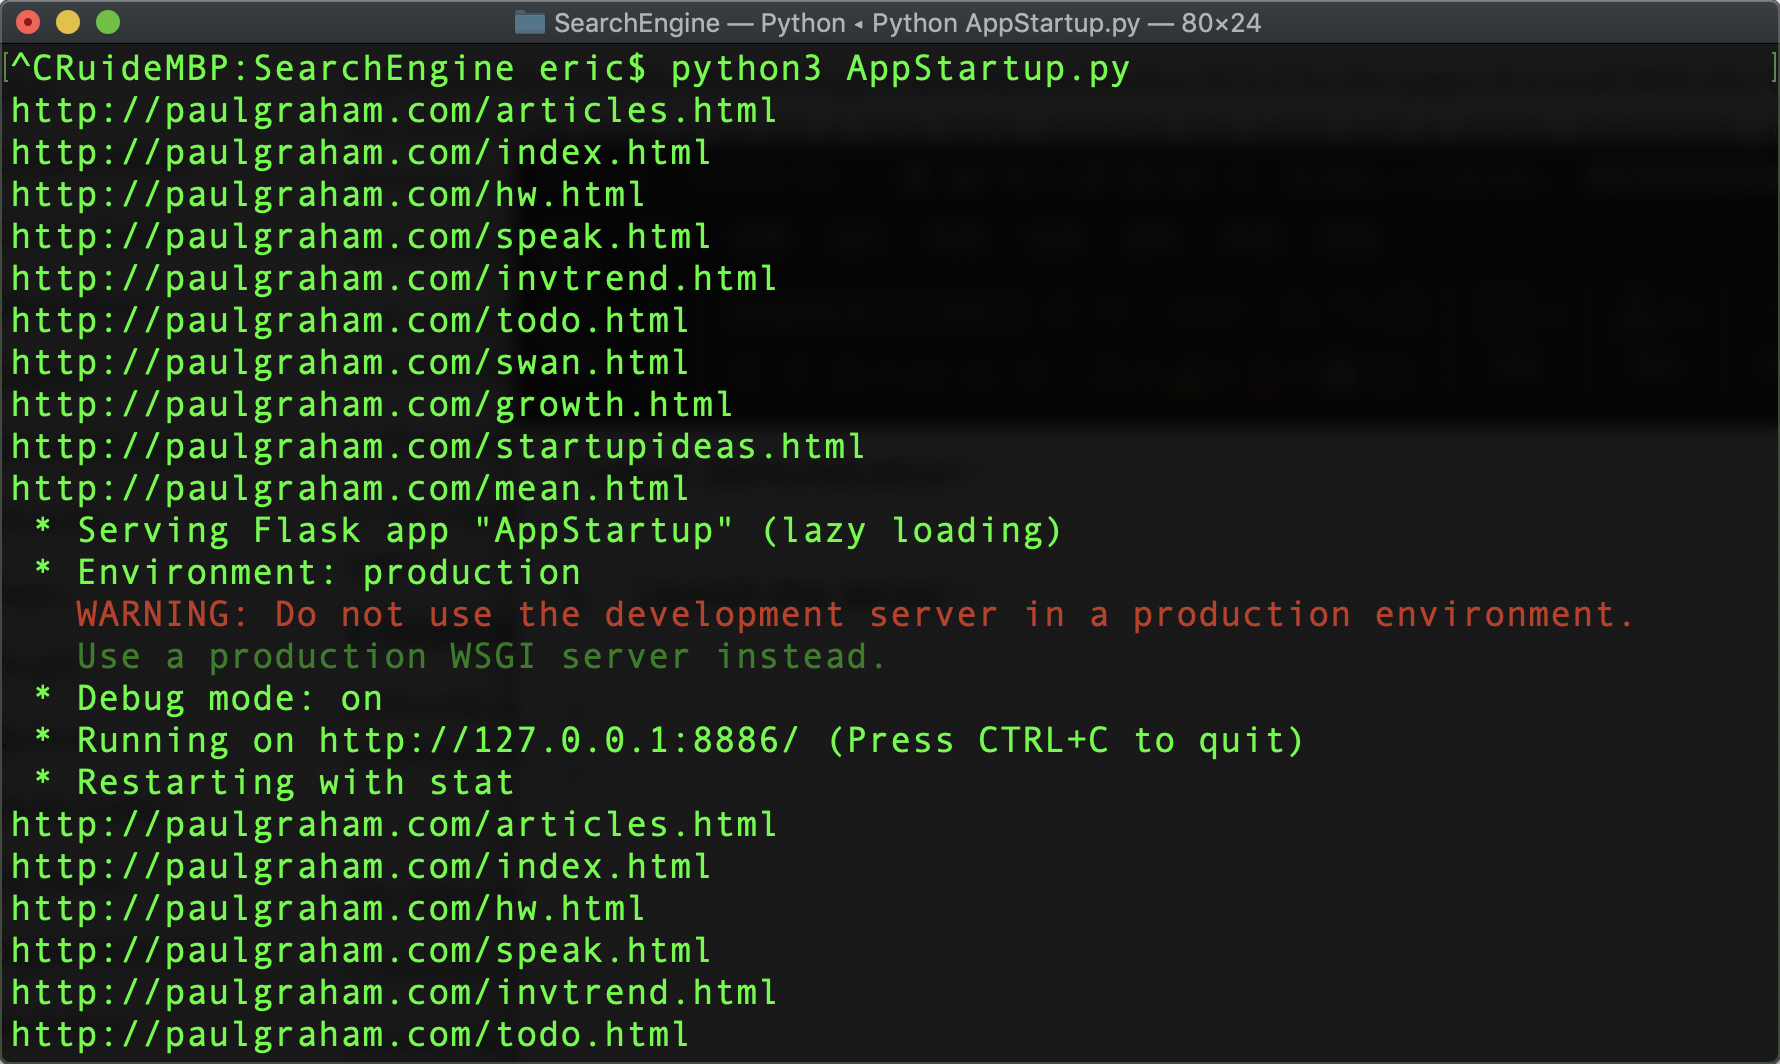 SearchEngine — Python ◂ Python AppStartup.py — 80×24
[^CRuideMBP:SearchEngine eric$ python3 AppStartup.py ]
http://paulgraham.com/articles.html
http://paulgraham.com/index.html
http://paulgraham.com/hw.html
http://paulgraham.com/speak.html
http://paulgraham.com/invtrend.html
http://paulgraham.com/todo.html
http://paulgraham.com/swan.html
http://paulgraham.com/growth.html
http://paulgraham.com/startupideas.html
http://paulgraham.com/mean.html
 * Serving Flask app "AppStartup" (lazy loading)
 * Environment: production
   WARNING: Do not use the development server in a production environment.
   Use a production WSGI server instead.
 * Debug mode: on
 * Running on http://127.0.0.1:8886/ (Press CTRL+C to quit)
 * Restarting with stat
http://paulgraham.com/articles.html
http://paulgraham.com/index.html
http://paulgraham.com/hw.html
http://paulgraham.com/speak.html
http://paulgraham.com/invtrend.html
http://paulgraham.com/todo.html